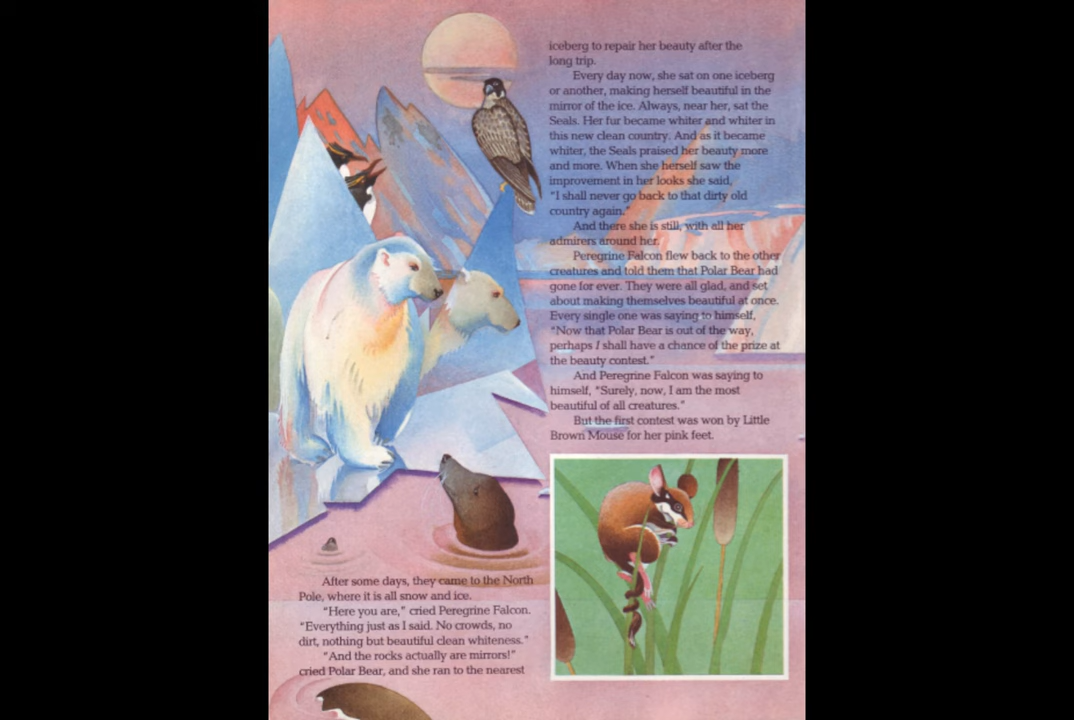 After some days, they came to the North
Pole, where it is all snow and ice.
"Here you are," cried Peregrine Falcon.
"Everything just as I said. No crowds, no
dirt, nothing but beautiful clean whiteness."
"And the rocks actually are mirrors!"
cried Polar Bear, and she ran to the nearest
iceberg to repair her beauty after the
long trip.
Every day now, she sat on one iceberg
or another, making herself beautiful in the
mirror of the ice. Always, near her, sat the
Seals. Her fur became whiter and whiter in
this new clean country. And as it became
whiter, the Seals praised her beauty more
and more. When she herself saw the
improvement in her looks she said,
"I shall never go back to that dirty old
country again."
And there she is still, with all her
admirers around her.
Peregrine Falcon flew back to the other
creatures and told them that Polar Bear had
gone for ever. They were all glad, and set
about making themselves beautiful at once.
Every single one was saying to himself,
"Now that Polar Bear is out of the way,
perhaps I shall have a chance of the prize at
the beauty contest."
And Peregrine Falcon was saying to
himself, "Surely, now, I am the most
beautiful of all creatures."
But the first contest was won by Little
Brown Mouse for her pink feet.